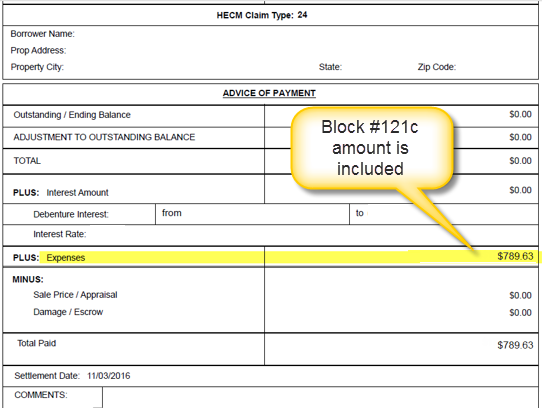 HECM Claim Type: 24
Borrower Name:
Prop Address:
Property City: State: Zip Code:
ADVICE OF PAYMENT
Outstanding / Ending Balance $0.00
ADJUSTMENT TO OUTSTANDING BALANCE $0.00
TOTAL $0.00
Block #121c
amount is
included
PLUS: Interest Amount $0.00
Debenture Interest: from to
Interest Rate:
PLUS: Expenses $789.63
MINUS:
Sale Price / Appraisal $0.00
Damage / Escrow $0.00
Total Paid $789.63
Settlement Date: 11/03/2016
COMMENTS: